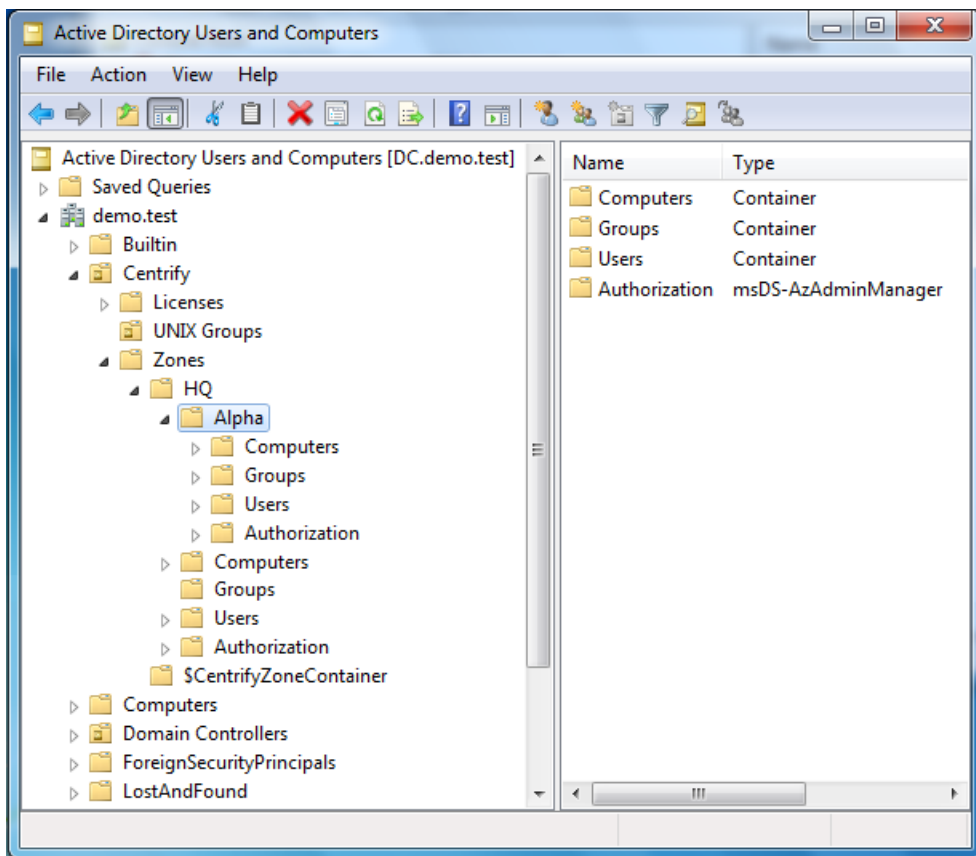 Active Directory Users and Computers
File Action View Help
Active Directory Users and Computers [DC.demo.test]
Saved Queries
demo.test
Builtin
Centrify
Licenses
UNIX Groups
Zones
HQ
Alpha
Computers
Groups
Users
Authorization
Computers
Groups
Users
Authorization
$CentrifyZoneContainer
Computers
Domain Controllers
ForeignSecurityPrincipals
LostAndFound
Name Type
Computers Container
Groups Container
Users Container
Authorization msDS-AzAdminManager